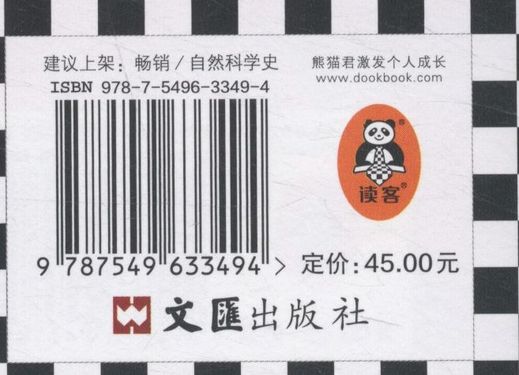 建议上架：畅销 / 自然科学史
ISBN 978-7-5496-3349-4
熊猫君激发个人成长
www.dookbook.com
®
读客®
9 787549 633494 >
定价：45.00元
文匯出版社